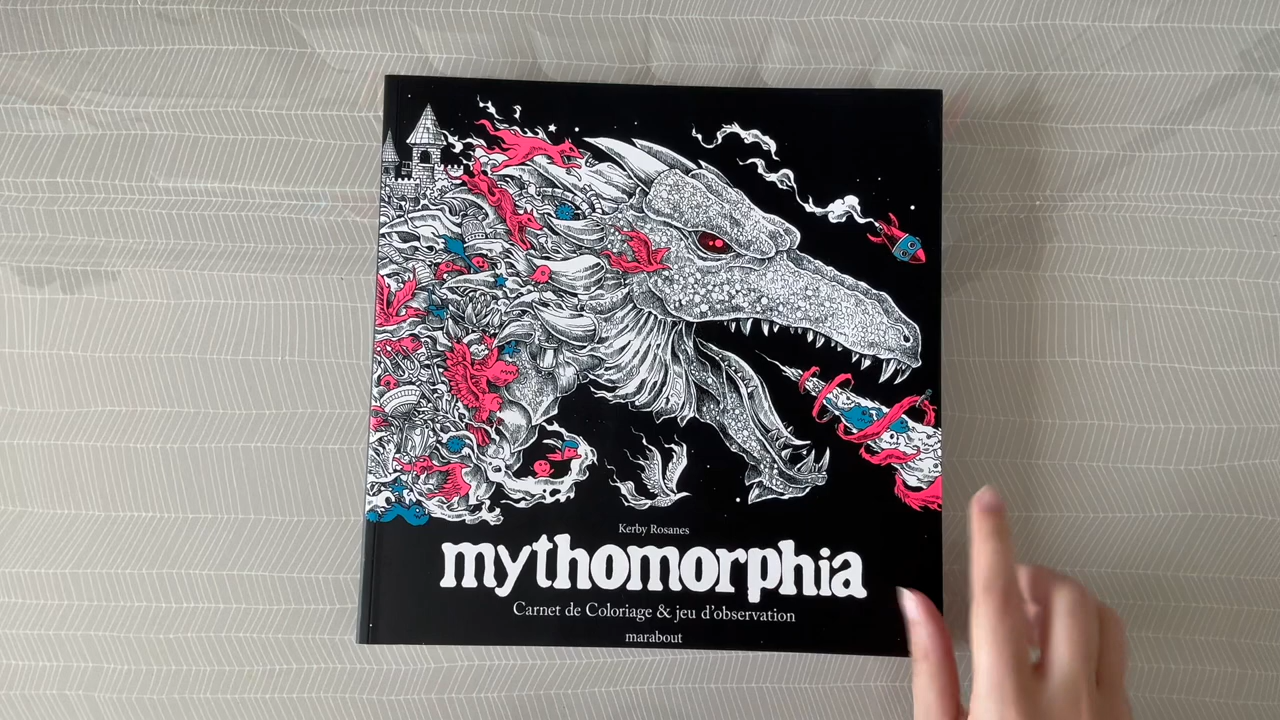 Kerby Rosanes
mythomorphia
Carnet de Coloriage & jeu d'observation
marabout